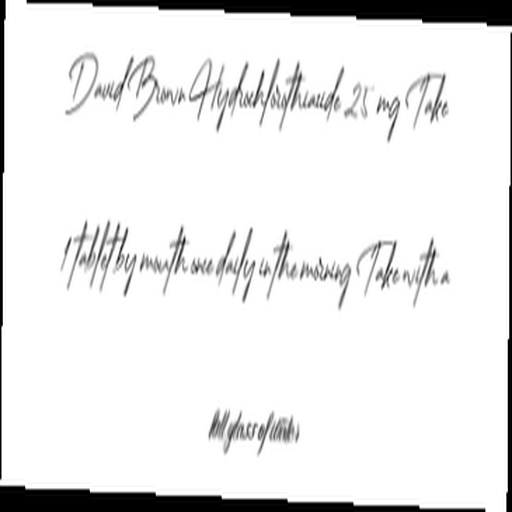 David Brown Hydrochlorothiazide 25 mg Take
1 tablet by mouth once daily in the morning Take with a
full glass of water